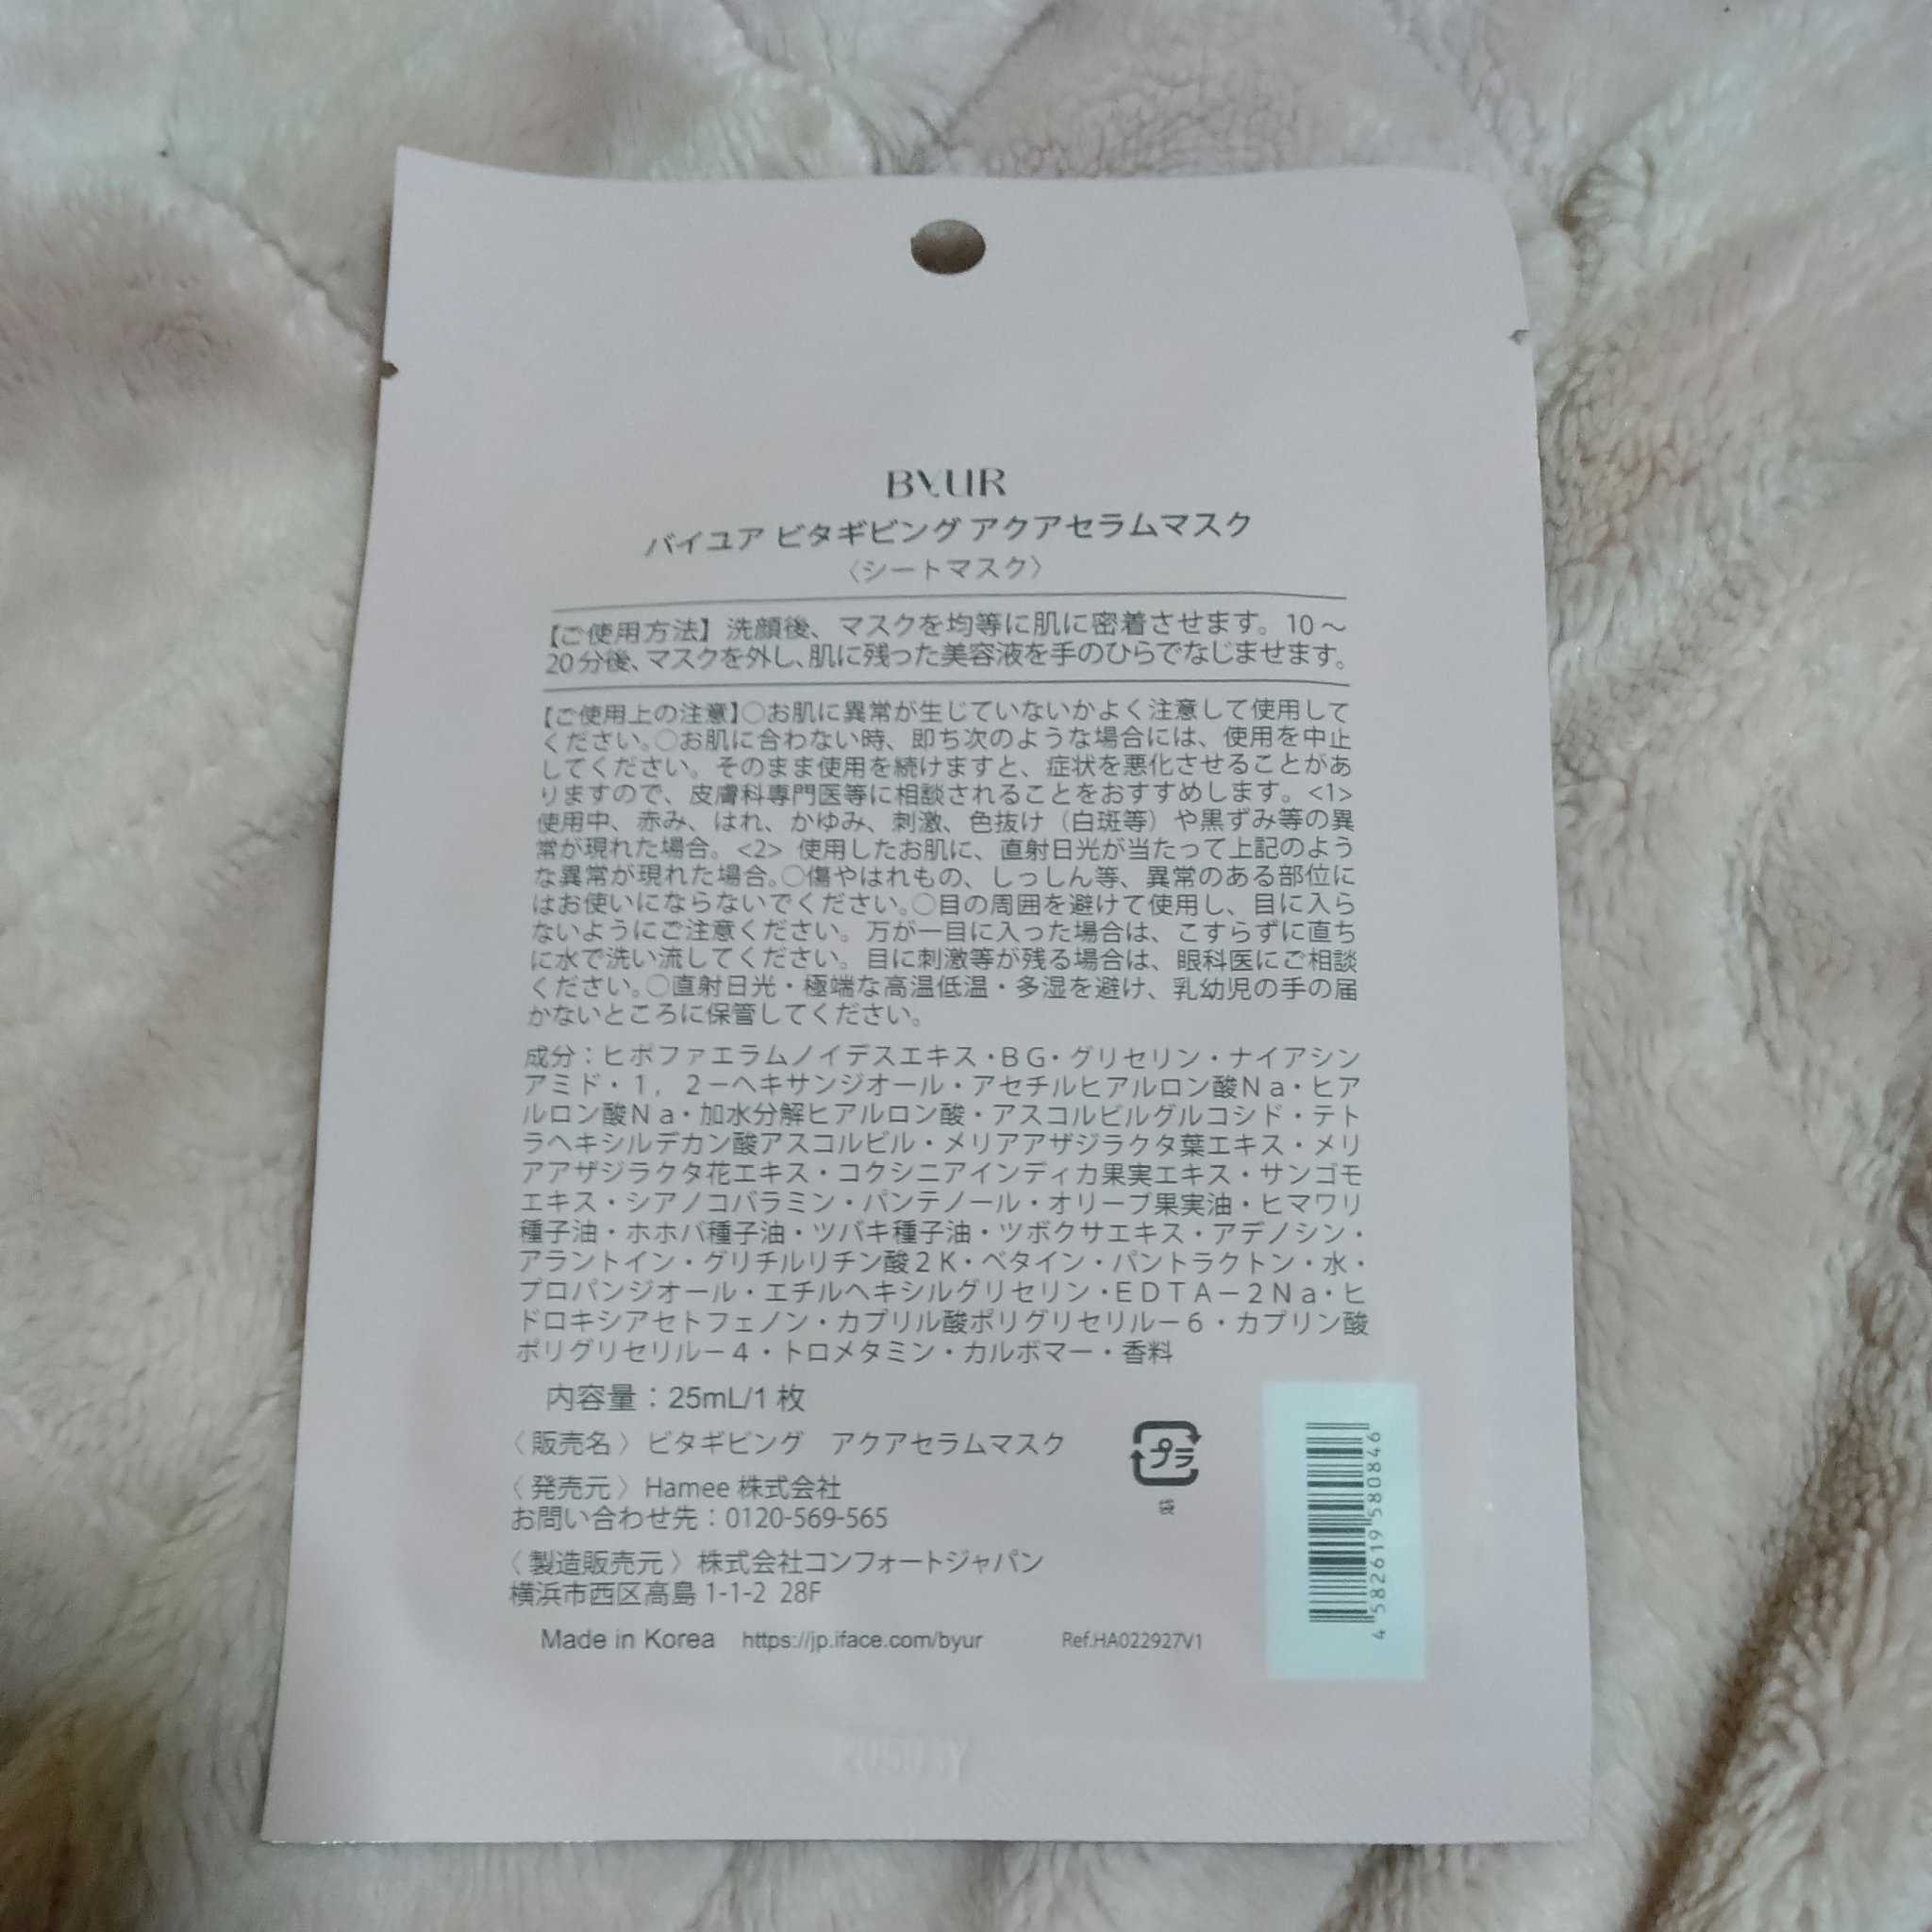 BYUR
バイユア ビタギビング アクアセラムマスク
〈シートマスク〉
【ご使用方法】洗顔後、マスクを均等に肌に密着させます。10～
20分後、マスクを外し、肌に残った美容液を手のひらでなじませます。
【ご使用上の注意】○お肌に異常が生じていないかよく注意して使用して
ください。○お肌に合わない時、即ち次のような場合には、使用を中止
してください。そのまま使用を続けますと、症状を悪化させることがあ
りますので、皮膚科専門医等に相談されることをおすすめします。<1>
使用中、赤み、はれ、かゆみ、刺激、色抜け（白斑等）や黒ずみ等の異
常が現れた場合。<2> 使用したお肌に、直射日光が当たって上記のよう
な異常が現れた場合。○傷やはれもの、しっしん等、異常のある部位に
はお使いにならないでください。○目の周囲を避けて使用し、目に入ら
ないようにご注意ください。万が一目に入った場合は、こすらずに直ち
に水で洗い流してください。目に刺激等が残る場合は、眼科医にご相談
ください。○直射日光・極端な高温低温・多湿を避け、乳幼児の手の届
かないところに保管してください。
成分：ヒポファエラムノイデスエキス・BG・グリセリン・ナイアシン
アミド・1，2－ヘキサンジオール・アセチルヒアルロン酸Na・ヒア
ルロン酸Na・加水分解ヒアルロン酸・アスコルビルグルコシド・テト
ラヘキシルデカン酸アスコルビル・メリアアザジラクタ葉エキス・メリ
アアザジラクタ花エキス・コクシニアインディカ果実エキス・サンゴモ
エキス・シアノコバラミン・パンテノール・オリーブ果実油・ヒマワリ
種子油・ホホバ種子油・ツバキ種子油・ツボクサエキス・アデノシン・
アラントイン・グリチルリチン酸2K・ベタイン・パントラクトン・水・
プロパンジオール・エチルヘキシルグリセリン・EDTA－2Na・ヒ
ドロキシアセトフェノン・カプリル酸ポリグリセリル－6・カプリン酸
ポリグリセリル－4・トロメタミン・カルボマー・香料
内容量：25mL/1 枚
〈販売名〉ビタギビング　アクアセラムマスク
〈発売元〉Hamee 株式会社
お問い合わせ先：0120-569-565
〈製造販売元〉株式会社コンフォートジャパン
横浜市西区高島 1-1-2 28F
Made in Korea https://jp.iface.com/byur Ref.HA022927V1
プラ
袋
4 582619 580846